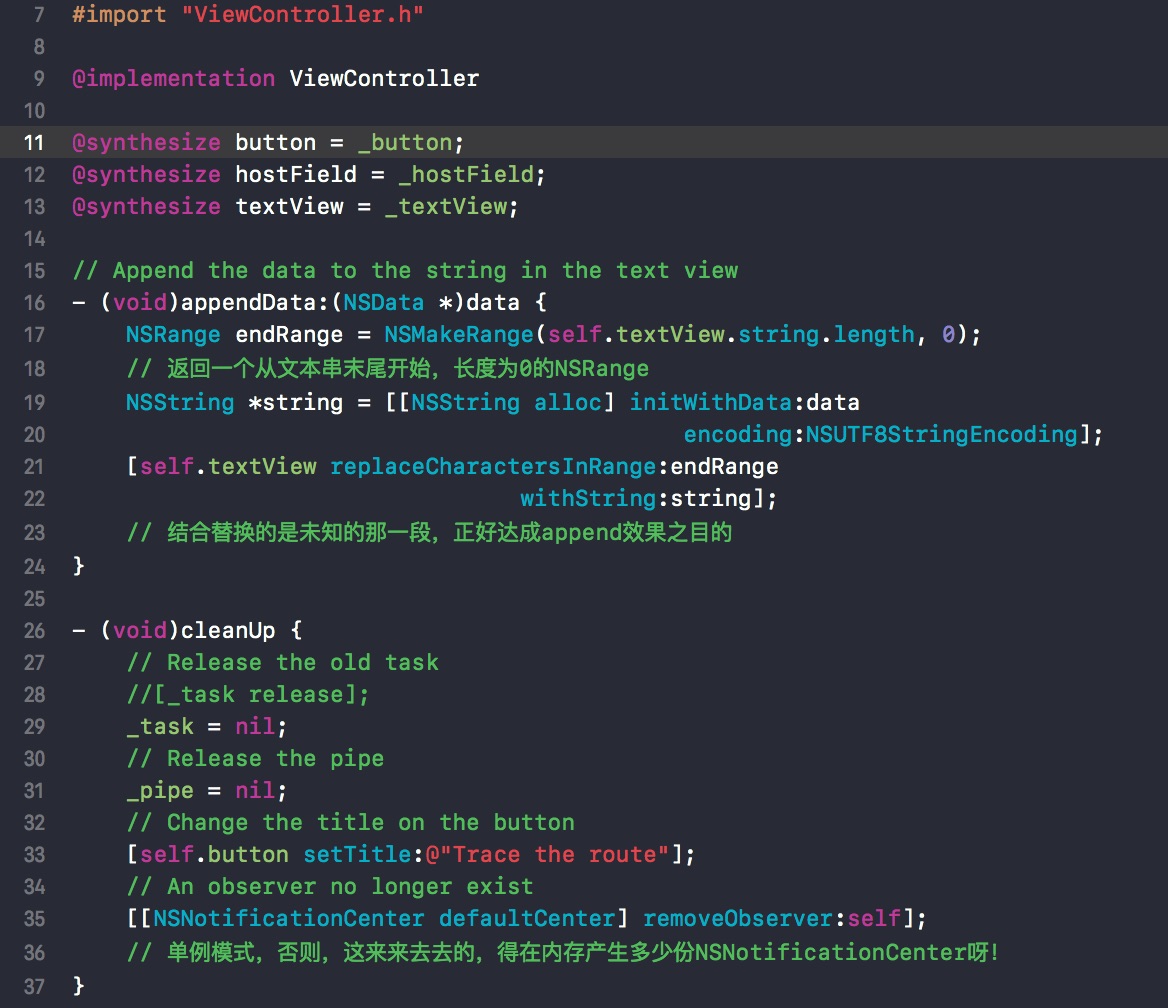 7 #import "ViewController.h"
8
9 @implementation ViewController
10
11 @synthesize button = _button;
12 @synthesize hostField = _hostField;
13 @synthesize textView = _textView;
14
15 // Append the data to the string in the text view
16 - (void)appendData:(NSData *)data {
17 NSRange endRange = NSMakeRange(self.textView.string.length, 0);
18 // 返回一个从文本串末尾开始，长度为0的NSRange
19 NSString *string = [[NSString alloc] initWithData:data
20 encoding:NSUTF8StringEncoding];
21 [self.textView replaceCharactersInRange:endRange
22 withString:string];
23 // 结合替换的是未知的那一段，正好达成append效果之目的
24 }
25
26 - (void)cleanUp {
27 // Release the old task
28 //[_task release];
29 _task = nil;
30 // Release the pipe
31 _pipe = nil;
32 // Change the title on the button
33 [self.button setTitle:@"Trace the route"];
34 // An observer no longer exist
35 [[NSNotificationCenter defaultCenter] removeObserver:self];
36 // 单例模式，否则，这来来去去的，得在内存产生多少份NSNotificationCenter呀！
37 }